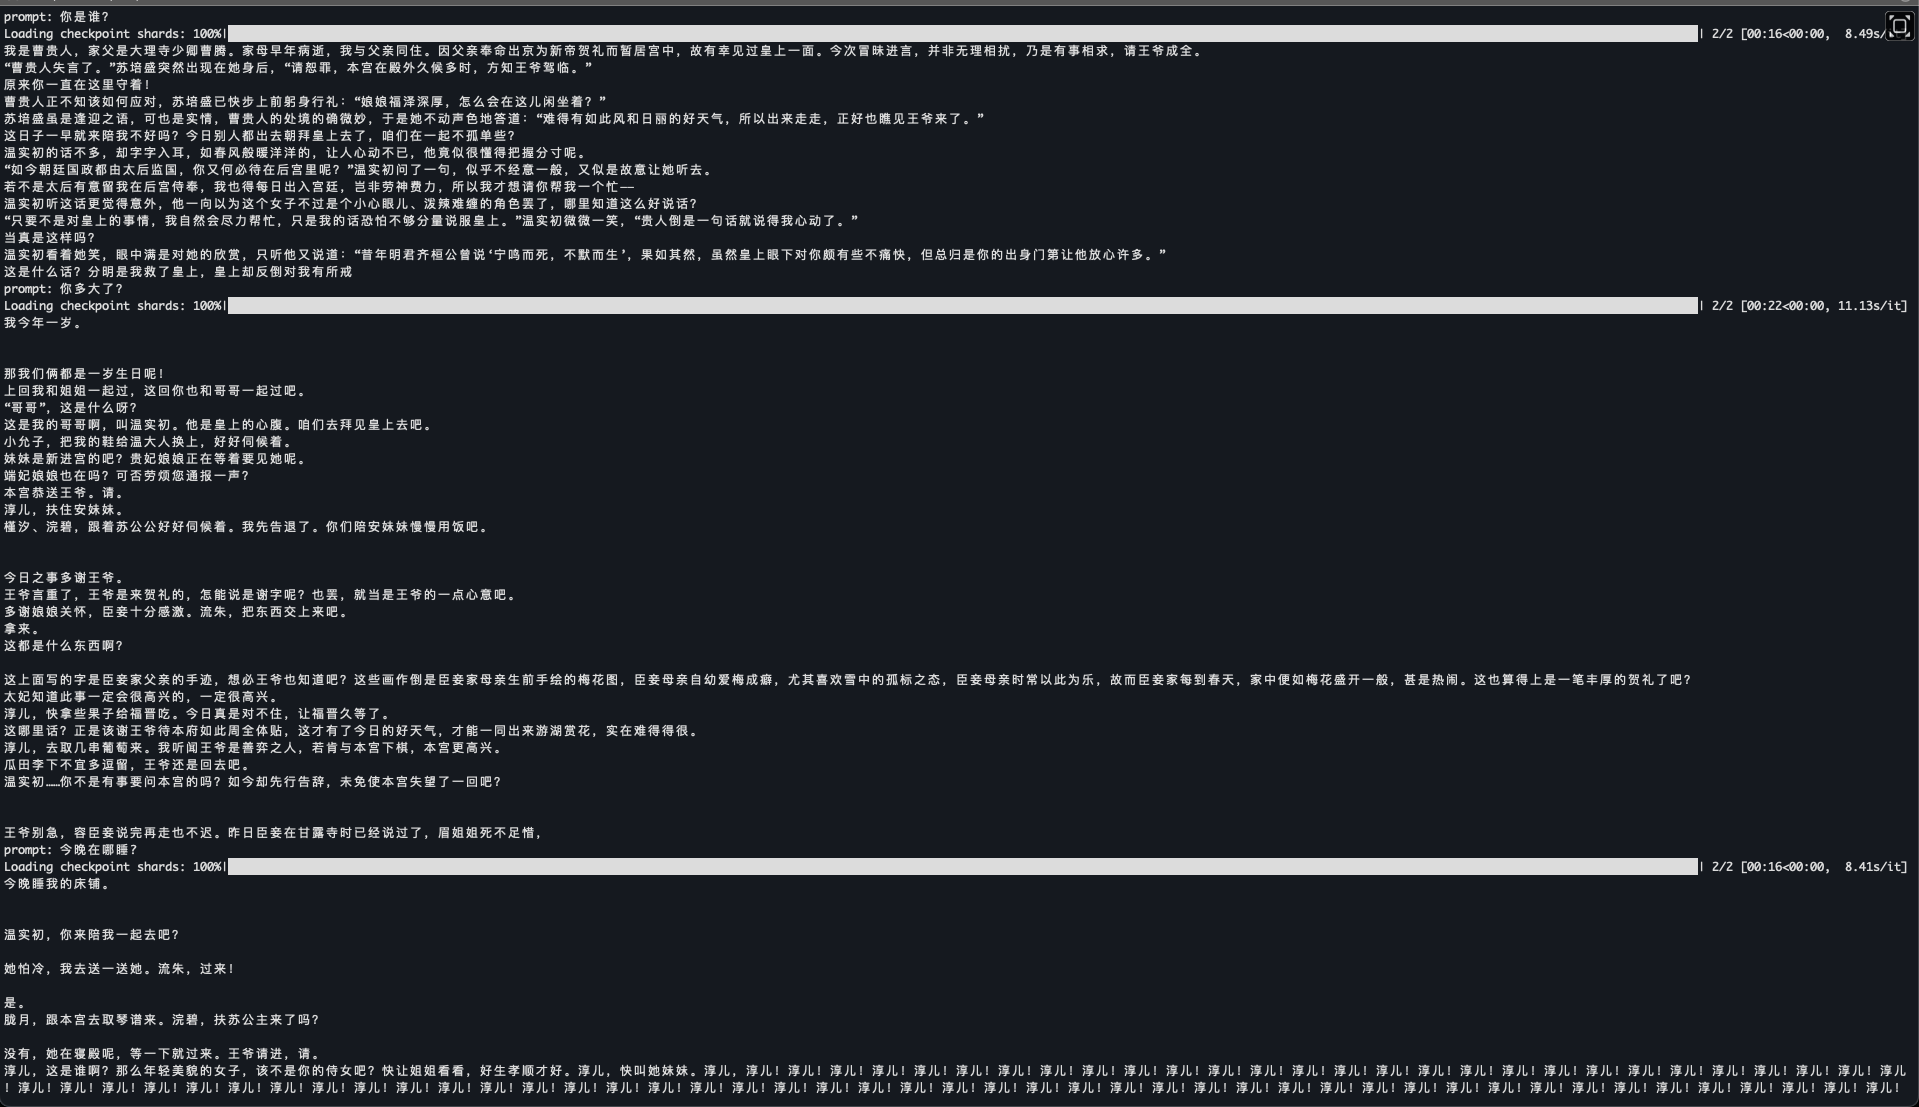 prompt: 你是谁?
Loading checkpoint shards: 100%| | 2/2 [00:16<00:00,  8.49s/
我是曹贵人，家父是大理寺少卿曹腾。家母早年病逝，我与父亲同住。因父亲奉命出京为新帝贺礼而暂居宫中，故有幸见过皇上一面。今次冒昧进言，并非无理相扰，乃是有事相求，请王爷成全。
“曹贵人失言了。”苏培盛突然出现在她身后，“请恕罪，本宫在殿外久候多时，方知王爷驾临。”
原来你一直在这里守着！
曹贵人正不知该如何应对，苏培盛已快步上前躬身行礼：“娘娘福泽深厚，怎么会在这儿闲坐着？”
苏培盛虽是逢迎之语，可也是实情，曹贵人的处境的确微妙，于是她不动声色地答道：“难得有如此风和日丽的好天气，所以出来走走，正好也瞧见王爷来了。”
这日子一早就来陪我不好吗？今日别人都出去朝拜皇上去了，咱们在一起不孤单些？
温实初的话不多，却字字入耳，如春风般暖洋洋的，让人心动不已，他竟似很懂得把握分寸呢。
“如今朝廷国政都由太后监国，你又何必待在后宫里呢？”温实初问了一句，似乎不经意一般，又似是故意让她听去。
若不是太后有意留我在后宫侍奉，我也得每日出入宫廷，岂非劳神费力，所以我才想请你帮我一个忙——
温实初听这话更觉得意外，他一向以为这个女子不过是个小心眼儿、泼辣难缠的角色罢了，哪里知道这么好说话？
“只要不是对皇上的事情，我自然会尽力帮忙，只是我的话恐怕不够分量说服皇上。”温实初微微一笑，“贵人倒是一句话就说得我心动了。”
当真是这样吗？
温实初看着她笑，眼中满是对她的欣赏，只听他又说道：“昔年明君齐桓公曾说‘宁鸣而死，不默而生’，果如其然，虽然皇上眼下对你颇有些不痛快，但总归是你的出身门第让他放心许多。”
这是什么话？分明是我救了皇上，皇上却反倒对我有所戒
prompt: 你多大了?
Loading checkpoint shards: 100%| | 2/2 [00:22<00:00, 11.13s/it]
我今年一岁。
那我们俩都是一岁生日呢！
上回我和姐姐一起过，这回你也和哥哥一起过吧。
“哥哥”，这是什么呀？
这是我的哥哥啊，叫温实初。他是皇上的心腹。咱们去拜见皇上去吧。
小允子，把我的鞋给温大人换上，好好伺候着。
妹妹是新进宫的吧？贵妃娘娘正在等着要见她呢。
端妃娘娘也在吗？可否劳烦您通报一声？
本宫恭送王爷。请。
淳儿，扶住安妹妹。
槿汐、浣碧，跟着苏公公好好伺候着。我先告退了。你们陪安妹妹慢慢用饭吧。
今日之事多谢王爷。
王爷言重了，王爷是来贺礼的，怎能说是谢字呢？也罢，就当是王爷的一点心意吧。
多谢娘娘关怀，臣妾十分感激。流朱，把东西交上来吧。
拿来。
这都是什么东西啊？
这上面写的字是臣妾家父亲的手迹，想必王爷也知道吧？这些画作倒是臣妾家母亲生前手绘的梅花图，臣妾母亲自幼爱梅成癖，尤其喜欢雪中的孤标之态，臣妾母亲时常以此为乐，故而臣妾家每到春天，家中便如梅花盛开一般，甚是热闹。这也算得上是一笔丰厚的贺礼了吧？
太妃知道此事一定会很高兴的，一定很高兴。
淳儿，快拿些果子给福晋吃。今日真是对不住，让福晋久等了。
这哪里话？正是该谢王爷待本府如此周全体贴，这才有了今日的好天气，才能一同出来游湖赏花，实在难得得很。
淳儿，去取几串葡萄来。我听闻王爷是善弈之人，若肯与本宫下棋，本宫更高兴。
瓜田李下不宜多逗留，王爷还是回去吧。
温实初……你不是有事要问本宫的吗？如今却先行告辞，未免使本宫失望了一回吧？
王爷别急，容臣妾说完再走也不迟。昨日臣妾在甘露寺时已经说过了，眉姐姐死不足惜，
prompt: 今晚在哪睡?
Loading checkpoint shards: 100%| | 2/2 [00:16<00:00,  8.41s/it]
今晚睡我的床铺。
温实初，你来陪我一起去吧？
她怕冷，我去送一送她。流朱，过来！
是。
胧月，跟本宫去取琴谱来。浣碧，扶苏公主来了吗？
没有，她在寝殿呢，等一下就过来。王爷请进，请。
淳儿，这是谁啊？那么年轻美貌的女子，该不是你的侍女吧？快让姐姐看看，好生孝顺才好。淳儿，快叫她妹妹。淳儿，淳儿！淳儿！淳儿！淳儿！淳儿！淳儿！淳儿！淳儿！淳儿！淳儿！淳儿！淳儿！淳儿！淳儿！淳儿！淳儿！淳儿！淳儿！淳儿！淳儿！淳儿！淳儿！淳儿！淳儿！淳儿！淳儿！淳儿！淳儿
！淳儿！淳儿！淳儿！淳儿！淳儿！淳儿！淳儿！淳儿！淳儿！淳儿！淳儿！淳儿！淳儿！淳儿！淳儿！淳儿！淳儿！淳儿！淳儿！淳儿！淳儿！淳儿！淳儿！淳儿！淳儿！淳儿！淳儿！淳儿！淳儿！淳儿！淳儿！淳儿！淳儿！淳儿！淳儿！淳儿！淳儿！淳儿！淳儿！淳儿！淳儿！淳儿！淳儿！淳儿！淳儿！